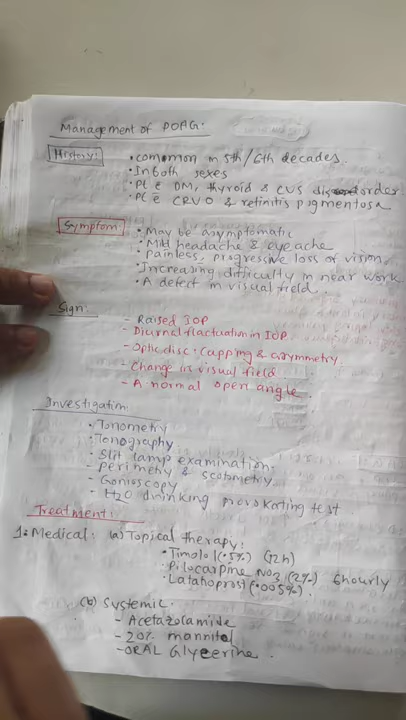 Management of POAG:
History:
• common in 5th/6th decades.
• In both sexes
• Pt c̄ DM, thyroid & CVS disorder.
• Pt c̄ CRVO & retinitis pigmentosa
Symptom:
• May be asymptomatic
• Mild headache & eyeache
• Painless, progressive loss of vision.
• Increasing difficulty in near work
• A defect in visual field.
Sign:
- Raised IOP
- Diurnal fluctuation in IOP
- Optic disc. Cupping & asymmetry.
- Change in visual field
- A normal open angle.
Investigation:
• Tonometry
• Tonography
• Slit lamp examination.
- perimetry & scotometry.
- Gonioscopy
- H2O drinking provokating test.
Treatment:
1. Medical: (a) Topical therapy:
• Timolol (.5%) (12h)
• Pilocarpine NO3 (2%) 6hourly
• Latanoprost (.005%).
(b) Systemic.
- Acetazolamide
- 20% mannitol
- ORAL Glycerine.